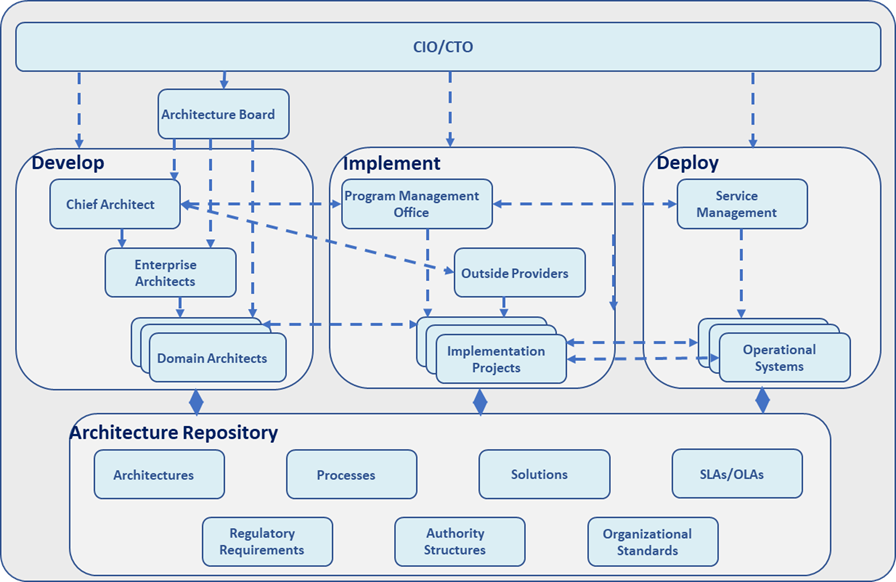 CIO/CTO
Architecture Board
Develop
Implement
Deploy
Chief Architect
Program Management
Office
Service
Management
Enterprise
Architects
Outside Providers
Domain Architects
Implementation
Projects
Operational
Systems
Architecture Repository
Architectures
Processes
Solutions
SLAs/OLAs
Regulatory
Requirements
Authority
Structures
Organizational
Standards